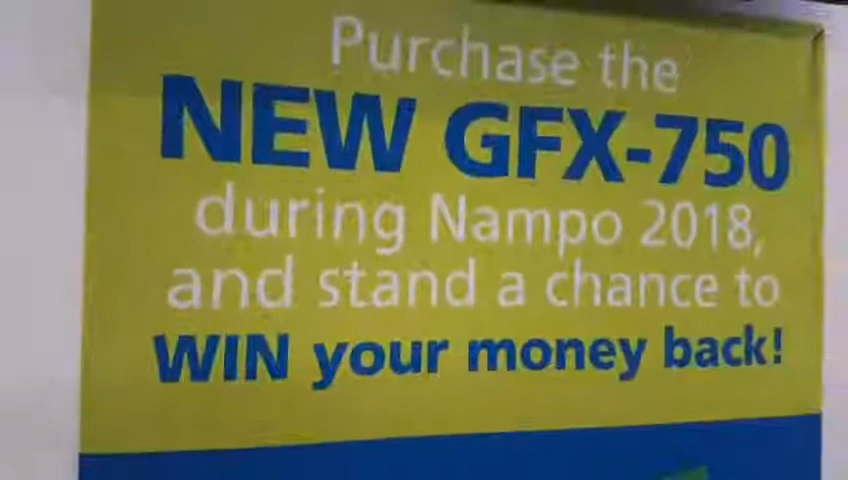 Purchase the
NEW GFX-750
during Nampo 2018,
and stand a chance to
WIN your money back!